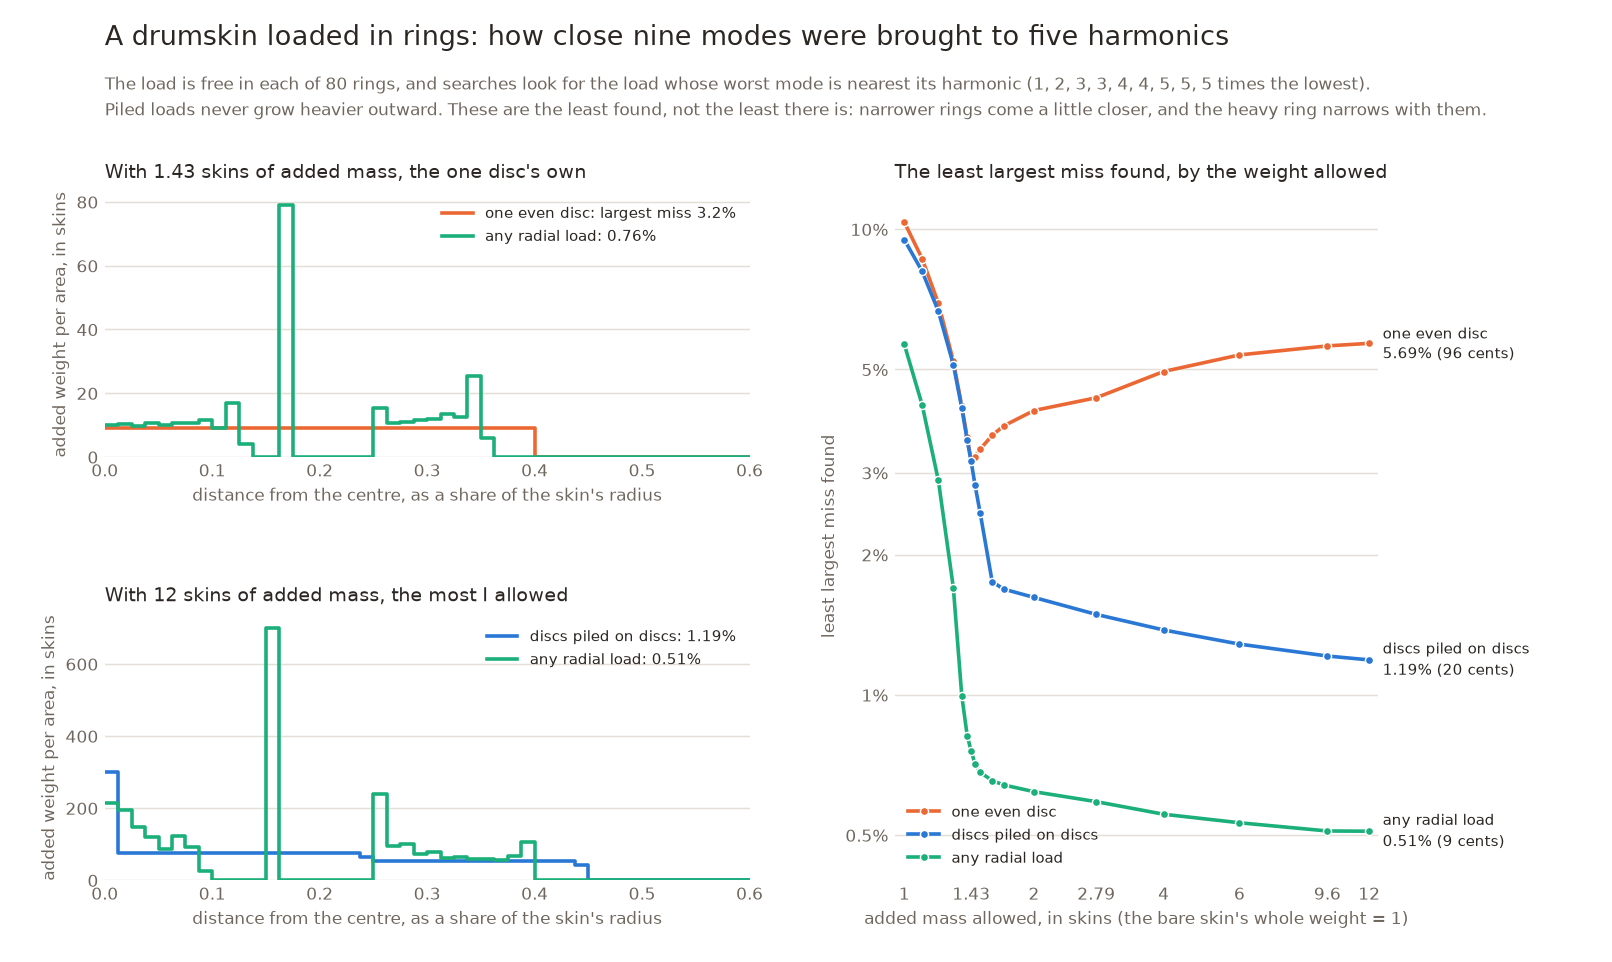 A drumskin loaded in rings: how close nine modes were brought to five harmonics
The load is free in each of 80 rings, and searches look for the load whose worst mode is nearest its harmonic (1, 2, 3, 3, 4, 4, 5, 5, 5 times the lowest).
Piled loads never grow heavier outward. These are the least found, not the least there is: narrower rings come a little closer, and the heavy ring narrows with them.
With 1.43 skins of added mass, the one disc's own
added weight per area, in skins
80
60
40
20
0
one even disc: largest miss 3.2%
any radial load: 0.76%
0.0 0.1 0.2 0.3 0.4 0.5 0.6
distance from the centre, as a share of the skin's radius
With 12 skins of added mass, the most I allowed
added weight per area, in skins
600
400
200
0
discs piled on discs: 1.19%
any radial load: 0.51%
0.0 0.1 0.2 0.3 0.4 0.5 0.6
distance from the centre, as a share of the skin's radius
The least largest miss found, by the weight allowed
least largest miss found
10%
5%
3%
2%
1%
0.5%
one even disc
5.69% (96 cents)
discs piled on discs
1.19% (20 cents)
any radial load
0.51% (9 cents)
one even disc
discs piled on discs
any radial load
1 1.43 2 2.79 4 6 9.6 12
added mass allowed, in skins (the bare skin's whole weight = 1)